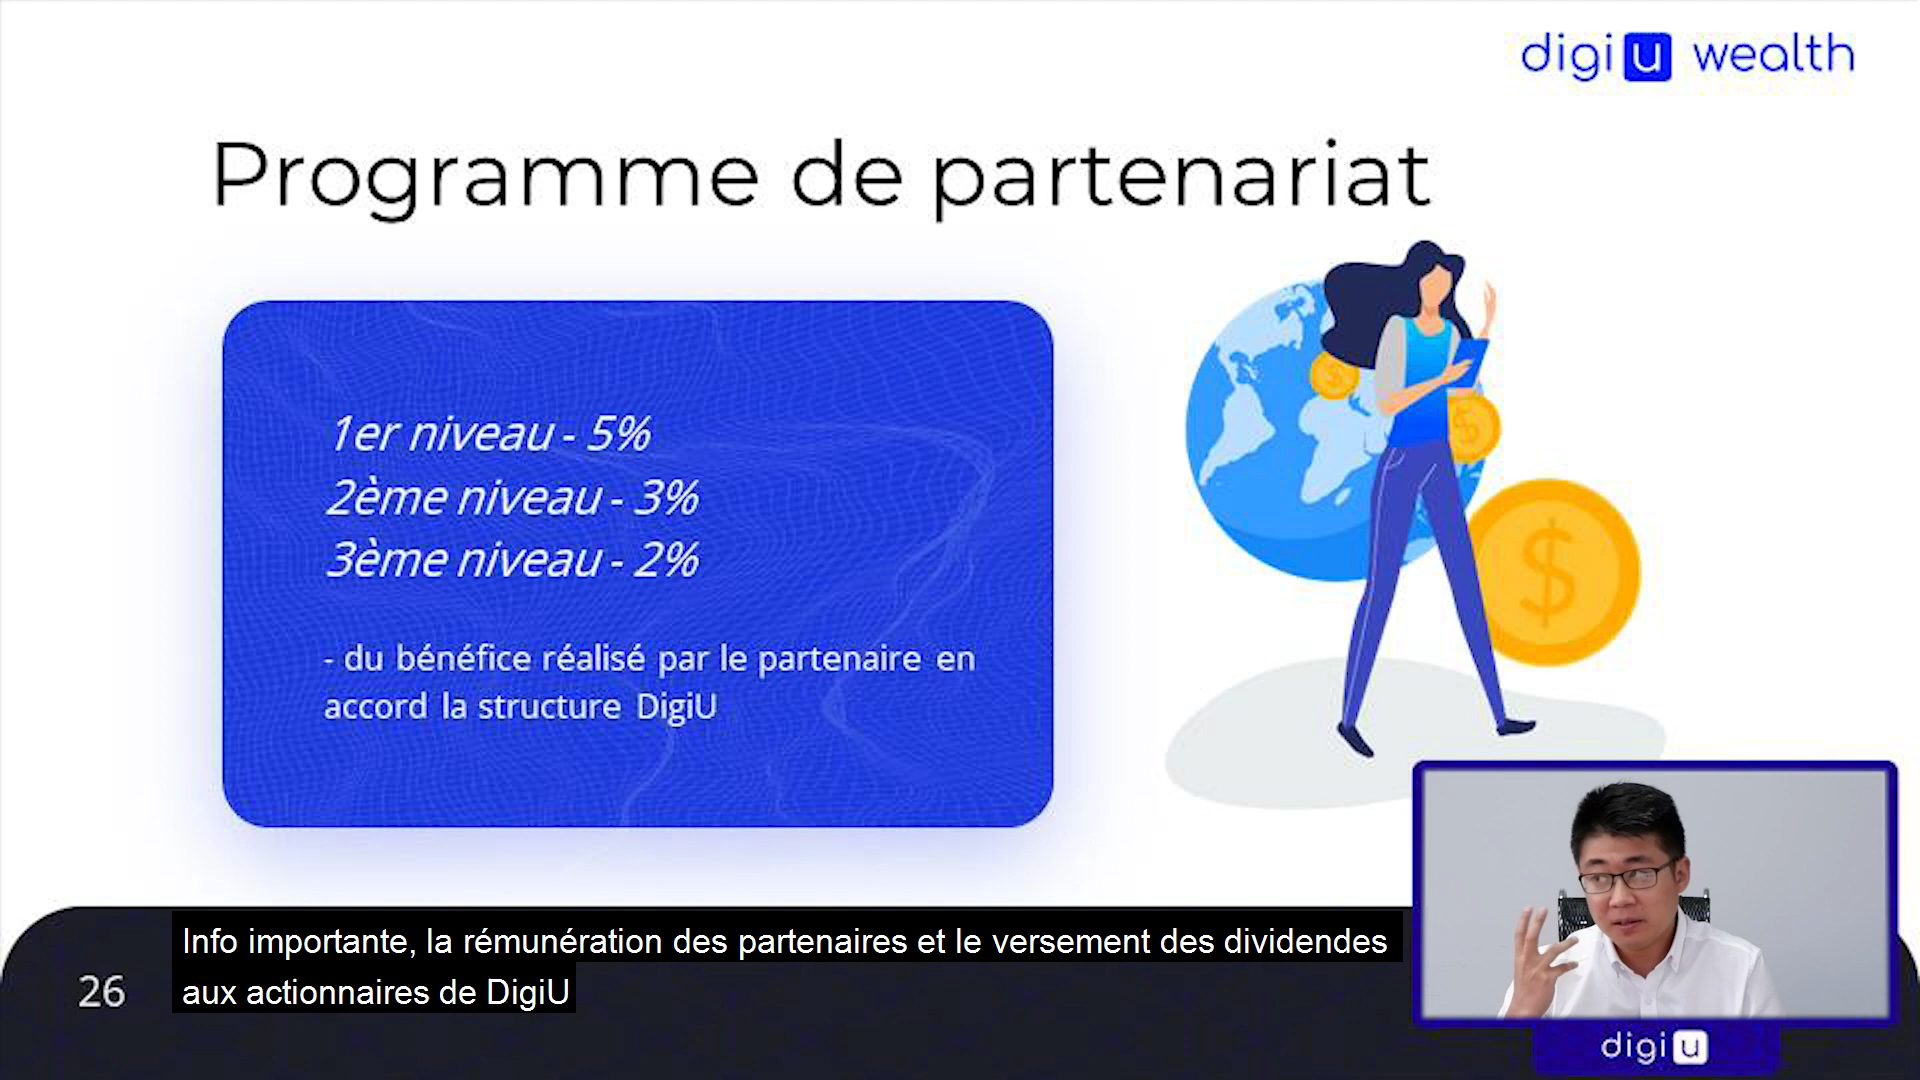 digiu wealth
Programme de partenariat
1er niveau - 5%
2ème niveau - 3%
3ème niveau - 2%
- du bénéfice réalisé par le partenaire en
accord la structure DigiU
Info importante, la rémunération des partenaires et le versement des dividendes
aux actionnaires de DigiU
26
digiu